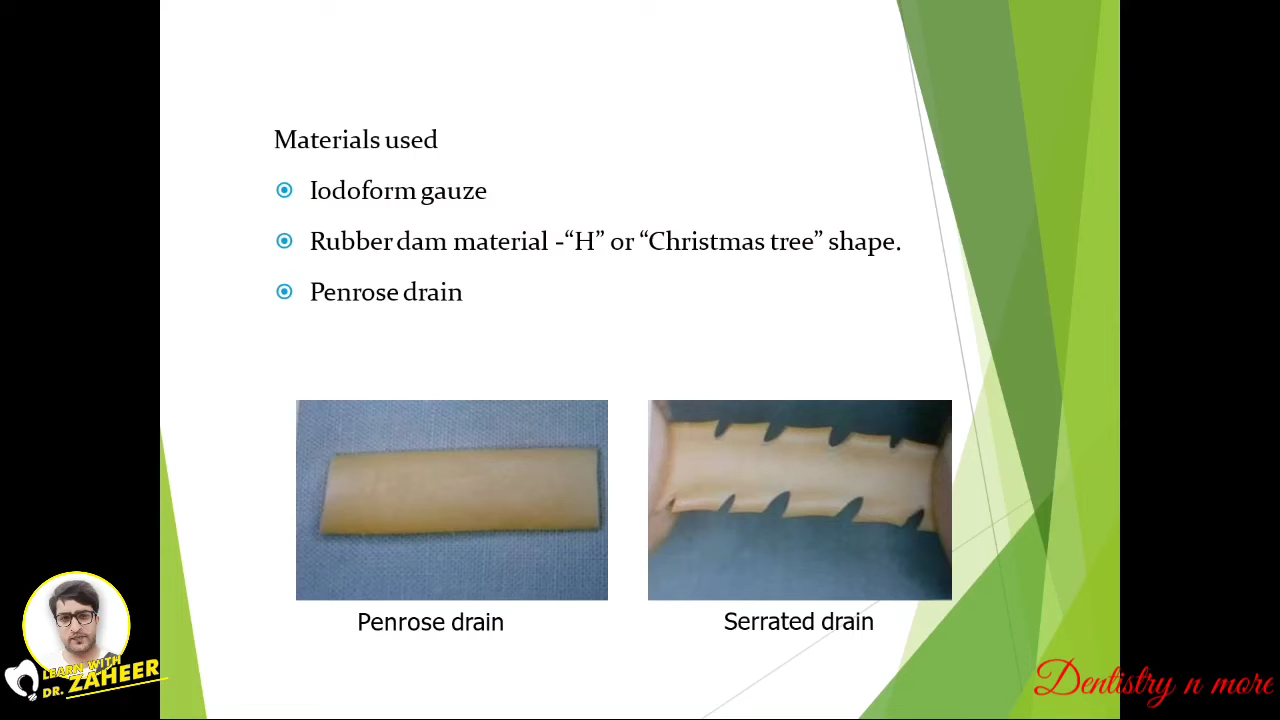 Materials used
Iodoform gauze
Rubber dam material -“H” or “Christmas tree” shape.
Penrose drain
Penrose drain
Serrated drain
LEARN WITH
DR. ZAHEER
Dentistry n more